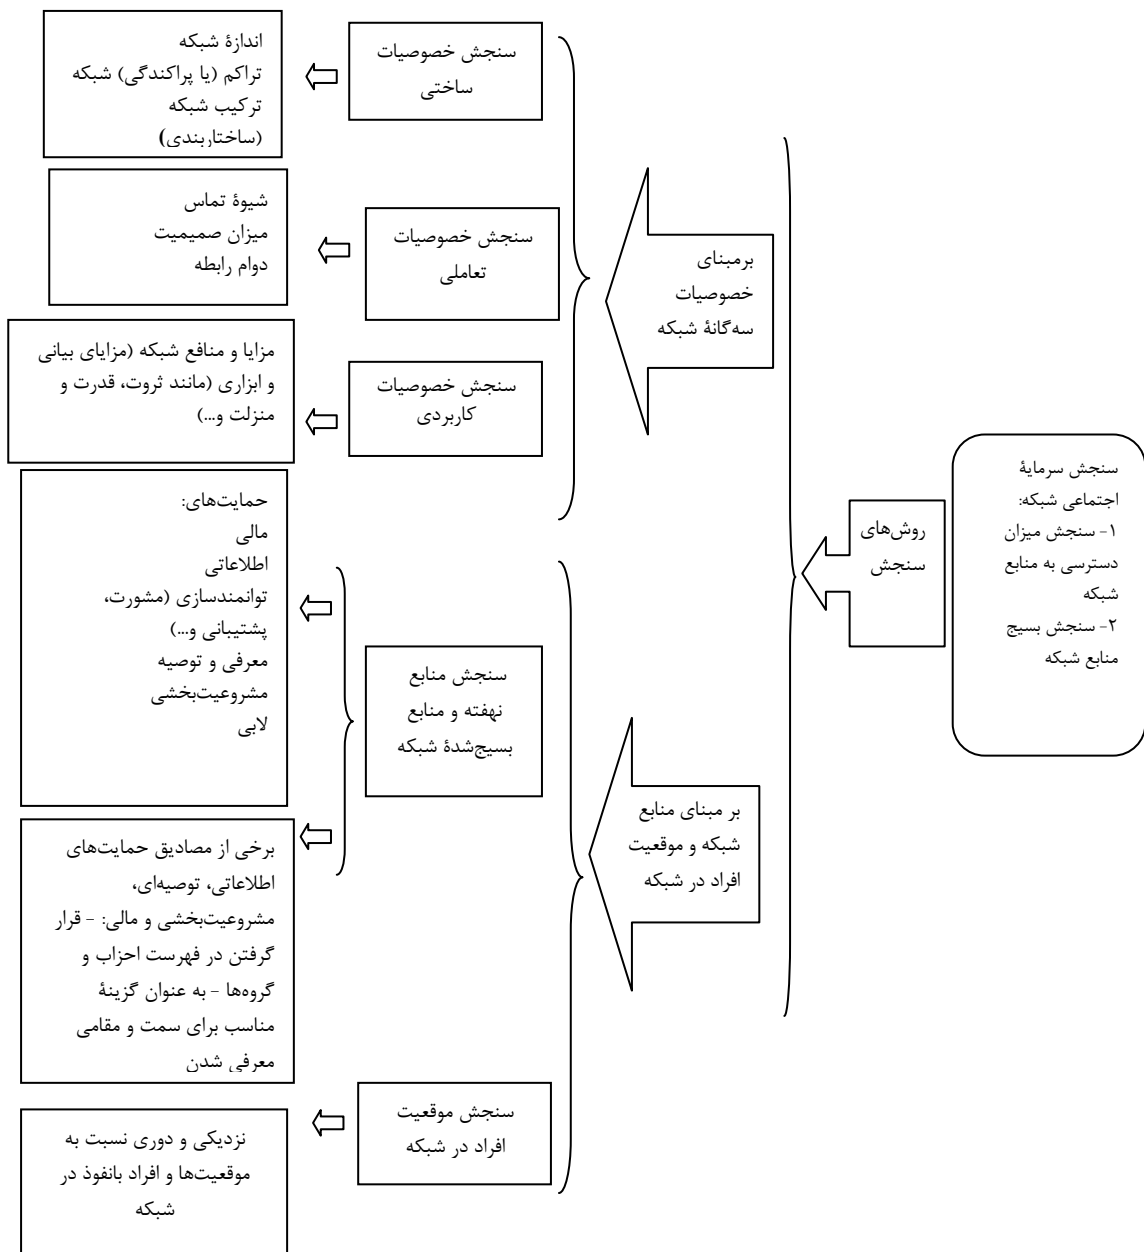 سنجش سرمایۀ
اجتماعی شبکه:
۱- سنجش میزان
دسترسی به منابع
شبکه
۲- سنجش بسیج
منابع شبکه
روش‌های
سنجش
برمبنای
خصوصیات
سه‌گانۀ شبکه
سنجش خصوصیات
ساختی
اندازۀ شبکه
تراکم (یا پراکندگی) شبکه
ترکیب شبکه
(ساختاربندی)
سنجش خصوصیات
تعاملی
شیوۀ تماس
میزان صمیمیت
دوام رابطه
سنجش خصوصیات
کاربردی
مزایا و منافع شبکه (مزایای بیانی
و ابزاری (مانند ثروت، قدرت و
منزلت و...)
بر مبنای منابع
شبکه و موقعیت
افراد در شبکه
سنجش منابع
نهفته و منابع
بسیج‌شدۀ شبکه
حمایت‌های:
مالی
اطلاعاتی
توانمندسازی (مشورت،
پشتیبانی و...)
معرفی و توصیه
مشروعیت‌بخشی
لابی
برخی از مصادیق حمایت‌های
اطلاعاتی، توصیه‌ای،
مشروعیت‌بخشی و مالی: - قرار
گرفتن در فهرست احزاب و
گروه‌ها - به عنوان گزینۀ
مناسب برای سمت و مقامی
معرفی شدن
سنجش موقعیت
افراد در شبکه
نزدیکی و دوری نسبت به
موقعیت‌ها و افراد بانفوذ در
شبکه